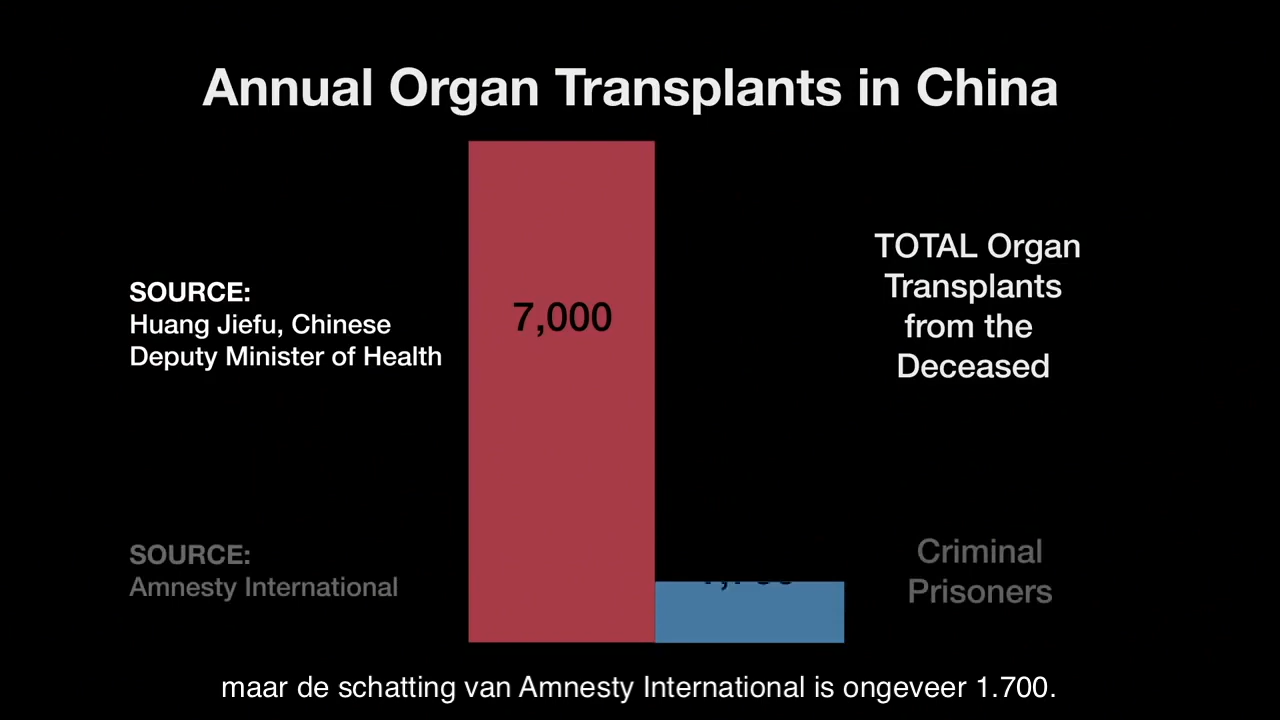 Annual Organ Transplants in China
TOTAL Organ
Transplants
from the
Deceased
SOURCE:
Huang Jiefu, Chinese
Deputy Minister of Health
7,000
Criminal
Prisoners
SOURCE:
Amnesty International
maar de schatting van Amnesty International is ongeveer 1.700.